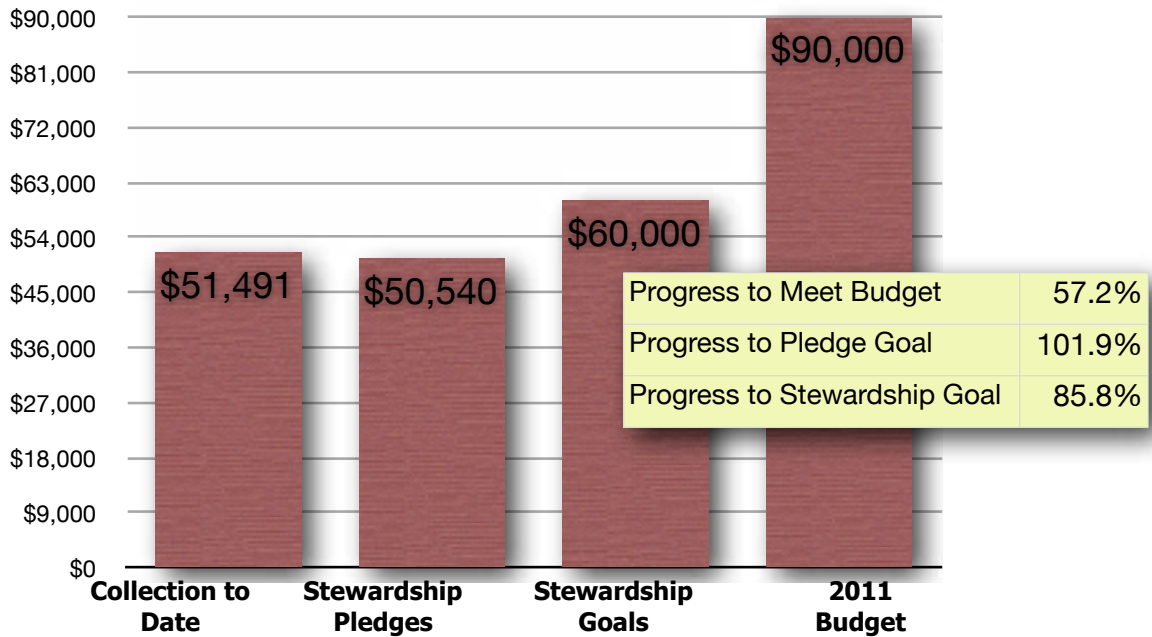 $90,000
$81,000
$72,000
$63,000
$54,000
$45,000
$36,000
$27,000
$18,000
$9,000
$0
$51,491
$50,540
$60,000
$90,000
Progress to Meet Budget 57.2%
Progress to Pledge Goal 101.9%
Progress to Stewardship Goal 85.8%
Collection to
Date
Stewardship
Pledges
Stewardship
Goals
2011
Budget